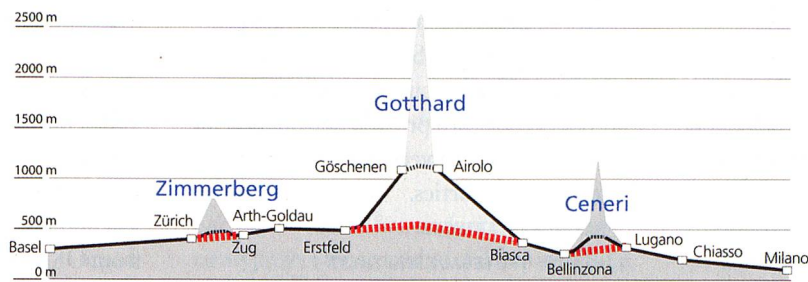 2500 m
2000 m
1500 m
Gotthard
1000 m
Göschenen
Airolo
Zimmerberg
Ceneri
500 m
Zürich
Arth-Goldau
Basel
Zug
Erstfeld
Biasca
Bellinzona
Lugano
Chiasso
Milano
0 m